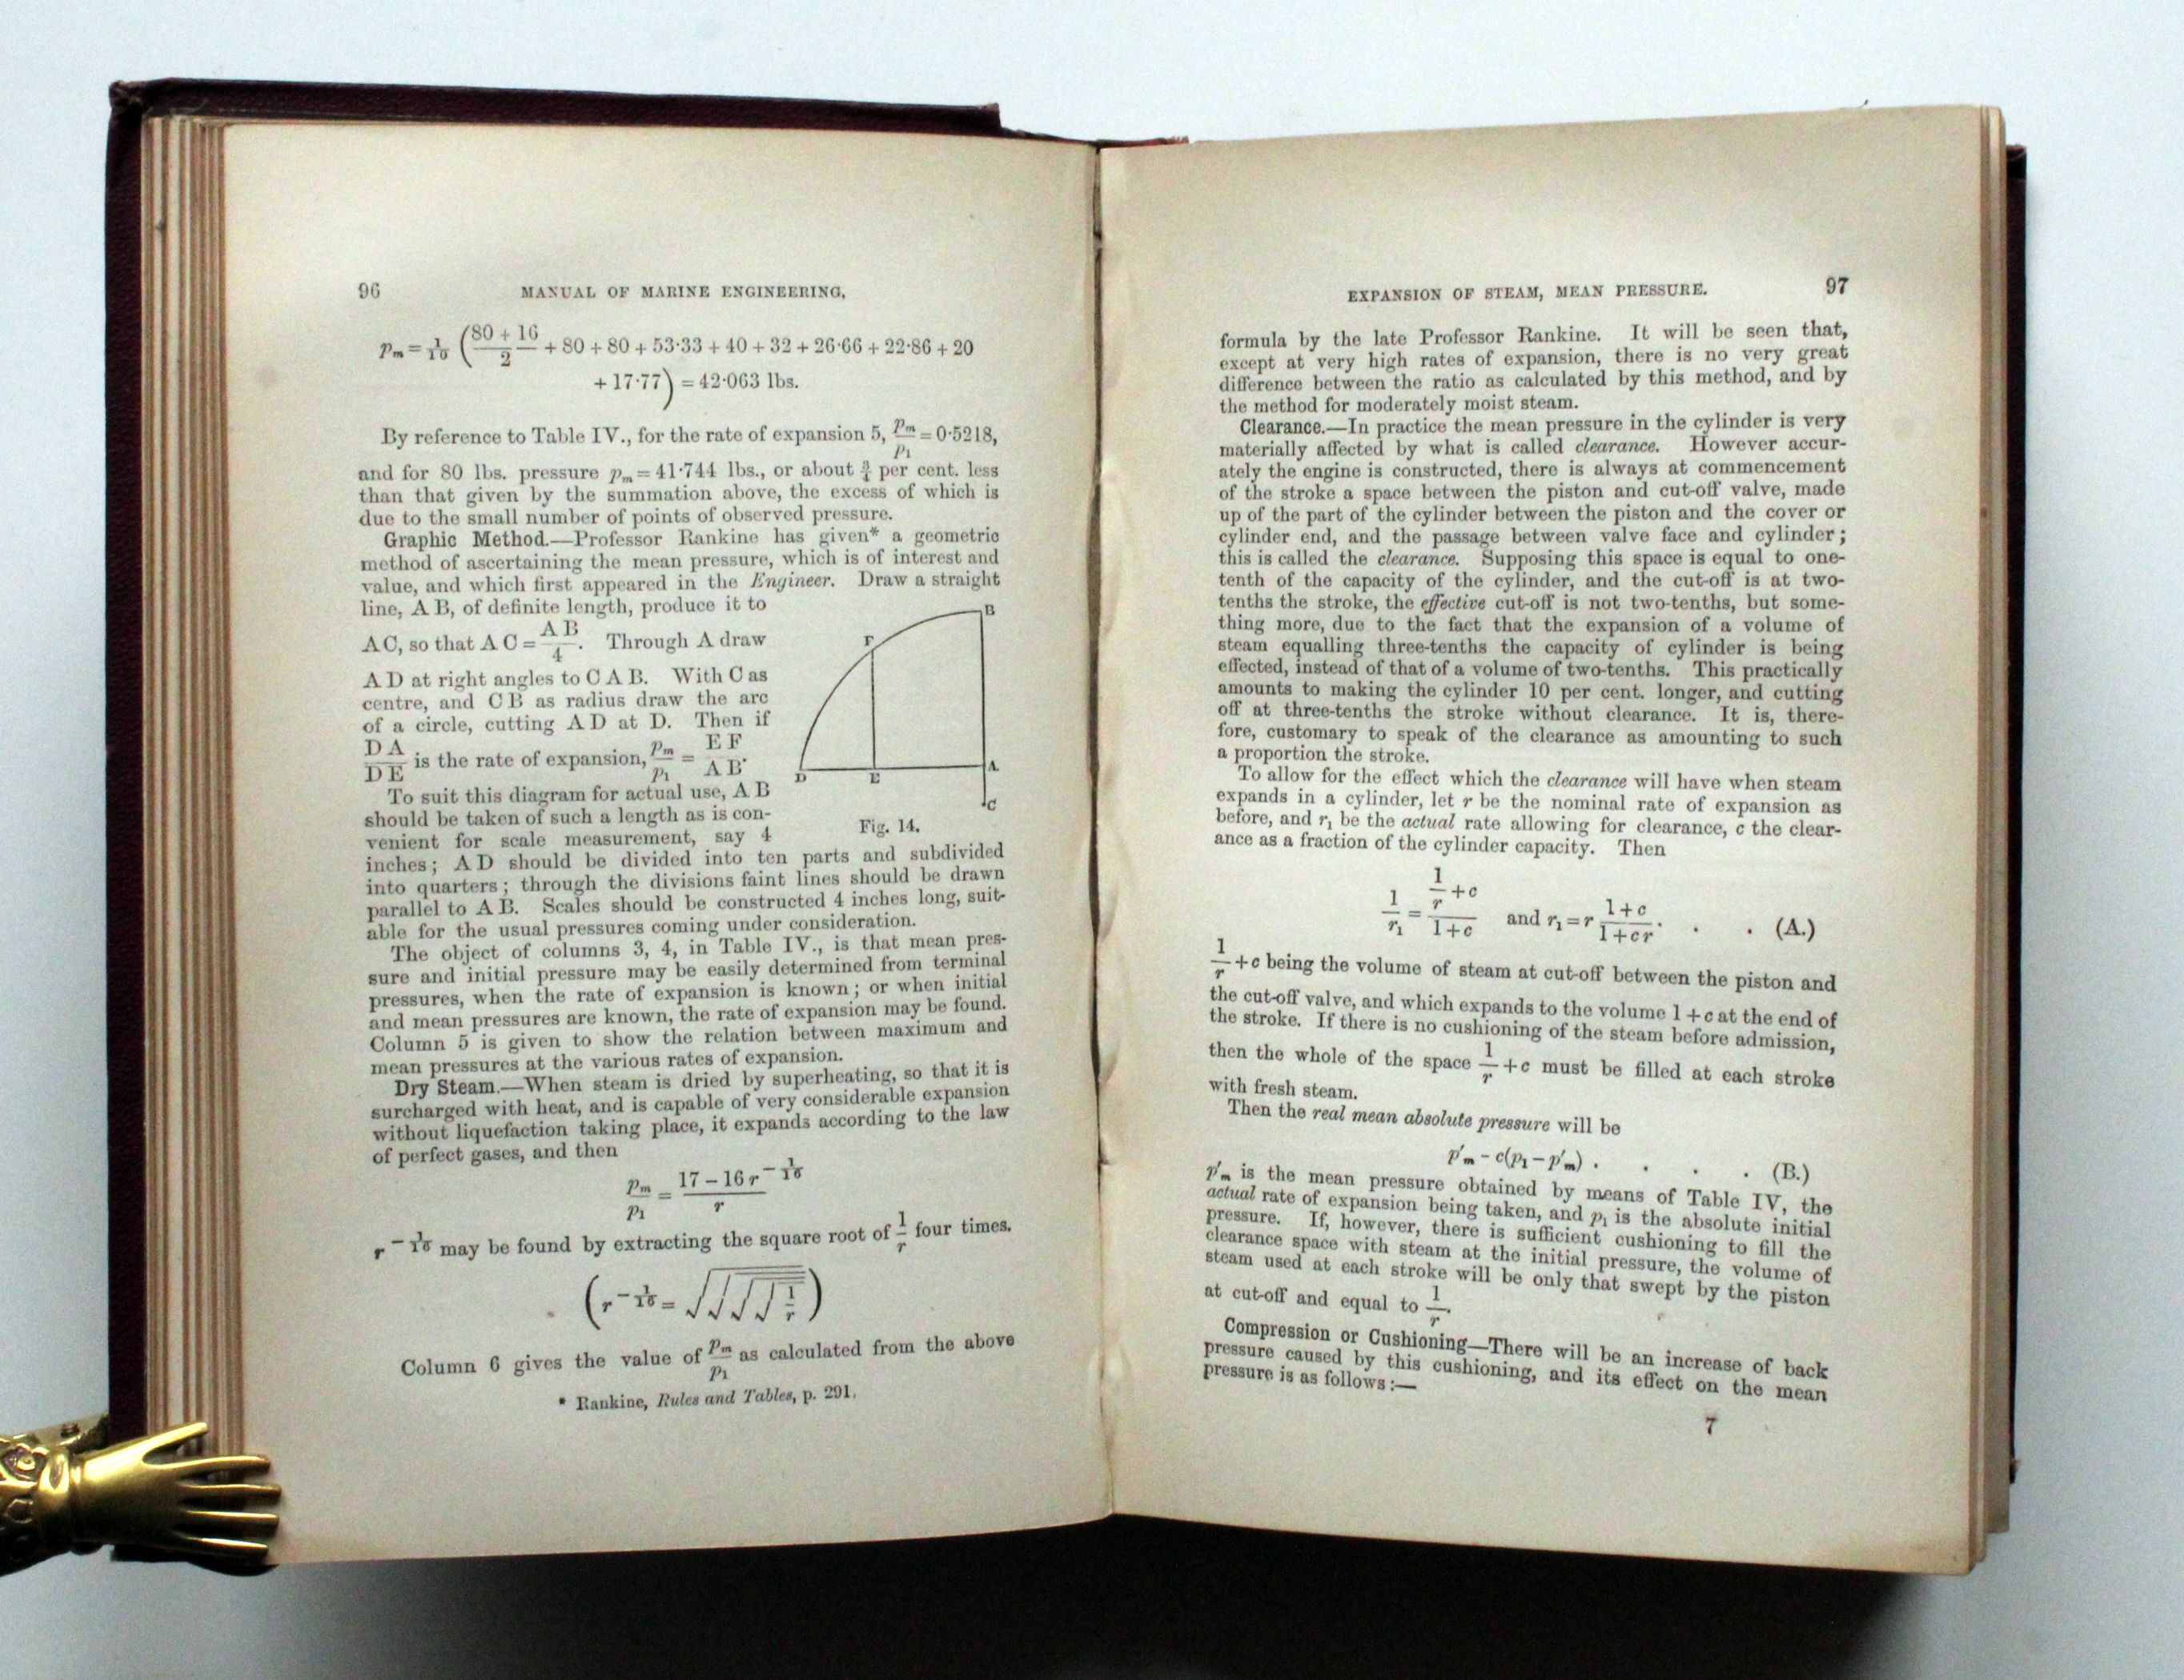 96
MANUAL OF MARINE ENGINEERING.
pₘ = 1/10 ( (80 + 16)/2 + 80 + 80 + 53·33 + 40 + 32 + 26·66 + 22·86 + 20
+ 17·77 ) = 42·063 lbs.
By reference to Table IV., for the rate of expansion 5, pₘ/p₁ = 0·5218,
and for 80 lbs. pressure pₘ = 41·744 lbs., or about ¾ per cent. less
than that given by the summation above, the excess of which is
due to the small number of points of observed pressure.
Graphic Method.—Professor Rankine has given* a geometric
method of ascertaining the mean pressure, which is of interest and
value, and which first appeared in the Engineer. Draw a straight
line, A B, of definite length, produce it to
AC, so that A C = A B/4. Through A draw
A D at right angles to C A B. With C as
centre, and C B as radius draw the arc
of a circle, cutting A D at D. Then if
D A/D E is the rate of expansion, pₘ/p₁ = E F/A B.
To suit this diagram for actual use, A B
should be taken of such a length as is con-
venient for scale measurement, say 4
B
F
D
E
A
C
Fig. 14.
inches; A D should be divided into ten parts and subdivided
into quarters; through the divisions faint lines should be drawn
parallel to A B. Scales should be constructed 4 inches long, suit-
able for the usual pressures coming under consideration.
The object of columns 3, 4, in Table IV., is that mean pres-
sure and initial pressure may be easily determined from terminal
pressures, when the rate of expansion is known; or when initial
and mean pressures are known, the rate of expansion may be found.
Column 5 is given to show the relation between maximum and
mean pressures at the various rates of expansion.
Dry Steam.—When steam is dried by superheating, so that it is
surcharged with heat, and is capable of very considerable expansion
without liquefaction taking place, it expands according to the law
of perfect gases, and then
pₘ/p₁ = (17 – 16 r^(–1/16))/r
r^(–1/16) may be found by extracting the square root of 1/r four times.
(r^(–1/16) = √√√√(1/r))
Column 6 gives the value of pₘ/p₁ as calculated from the above
* Rankine, Rules and Tables, p. 291.
EXPANSION OF STEAM, MEAN PRESSURE.
97
formula by the late Professor Rankine. It will be seen that,
except at very high rates of expansion, there is no very great
difference between the ratio as calculated by this method, and by
the method for moderately moist steam.
Clearance.—In practice the mean pressure in the cylinder is very
materially affected by what is called clearance. However accur-
ately the engine is constructed, there is always at commencement
of the stroke a space between the piston and cut-off valve, made
up of the part of the cylinder between the piston and the cover or
cylinder end, and the passage between valve face and cylinder;
this is called the clearance. Supposing this space is equal to one-
tenth of the capacity of the cylinder, and the cut-off is at two-
tenths the stroke, the effective cut-off is not two-tenths, but some-
thing more, due to the fact that the expansion of a volume of
steam equalling three-tenths the capacity of cylinder is being
effected, instead of that of a volume of two-tenths. This practically
amounts to making the cylinder 10 per cent. longer, and cutting
off at three-tenths the stroke without clearance. It is, there-
fore, customary to speak of the clearance as amounting to such
a proportion the stroke.
To allow for the effect which the clearance will have when steam
expands in a cylinder, let r be the nominal rate of expansion as
before, and r₁ be the actual rate allowing for clearance, c the clear-
ance as a fraction of the cylinder capacity. Then
1/r₁ = (1/r + c)/(1 + c) and r₁ = r (1 + c)/(1 + cr) . . . (A.)
1/r + c being the volume of steam at cut-off between the piston and
the cut-off valve, and which expands to the volume 1 + c at the end of
the stroke. If there is no cushioning of the steam before admission,
then the whole of the space 1/r + c must be filled at each stroke
with fresh steam.
Then the real mean absolute pressure will be
p′ₘ – c(p₁ – p′ₘ) . . . . (B.)
p′ₘ is the mean pressure obtained by means of Table IV, the
actual rate of expansion being taken, and p₁ is the absolute initial
pressure. If, however, there is sufficient cushioning to fill the
clearance space with steam at the initial pressure, the volume of
steam used at each stroke will be only that swept by the piston
at cut-off and equal to 1/r.
Compression or Cushioning—There will be an increase of back
pressure caused by this cushioning, and its effect on the mean
pressure is as follows:—
7